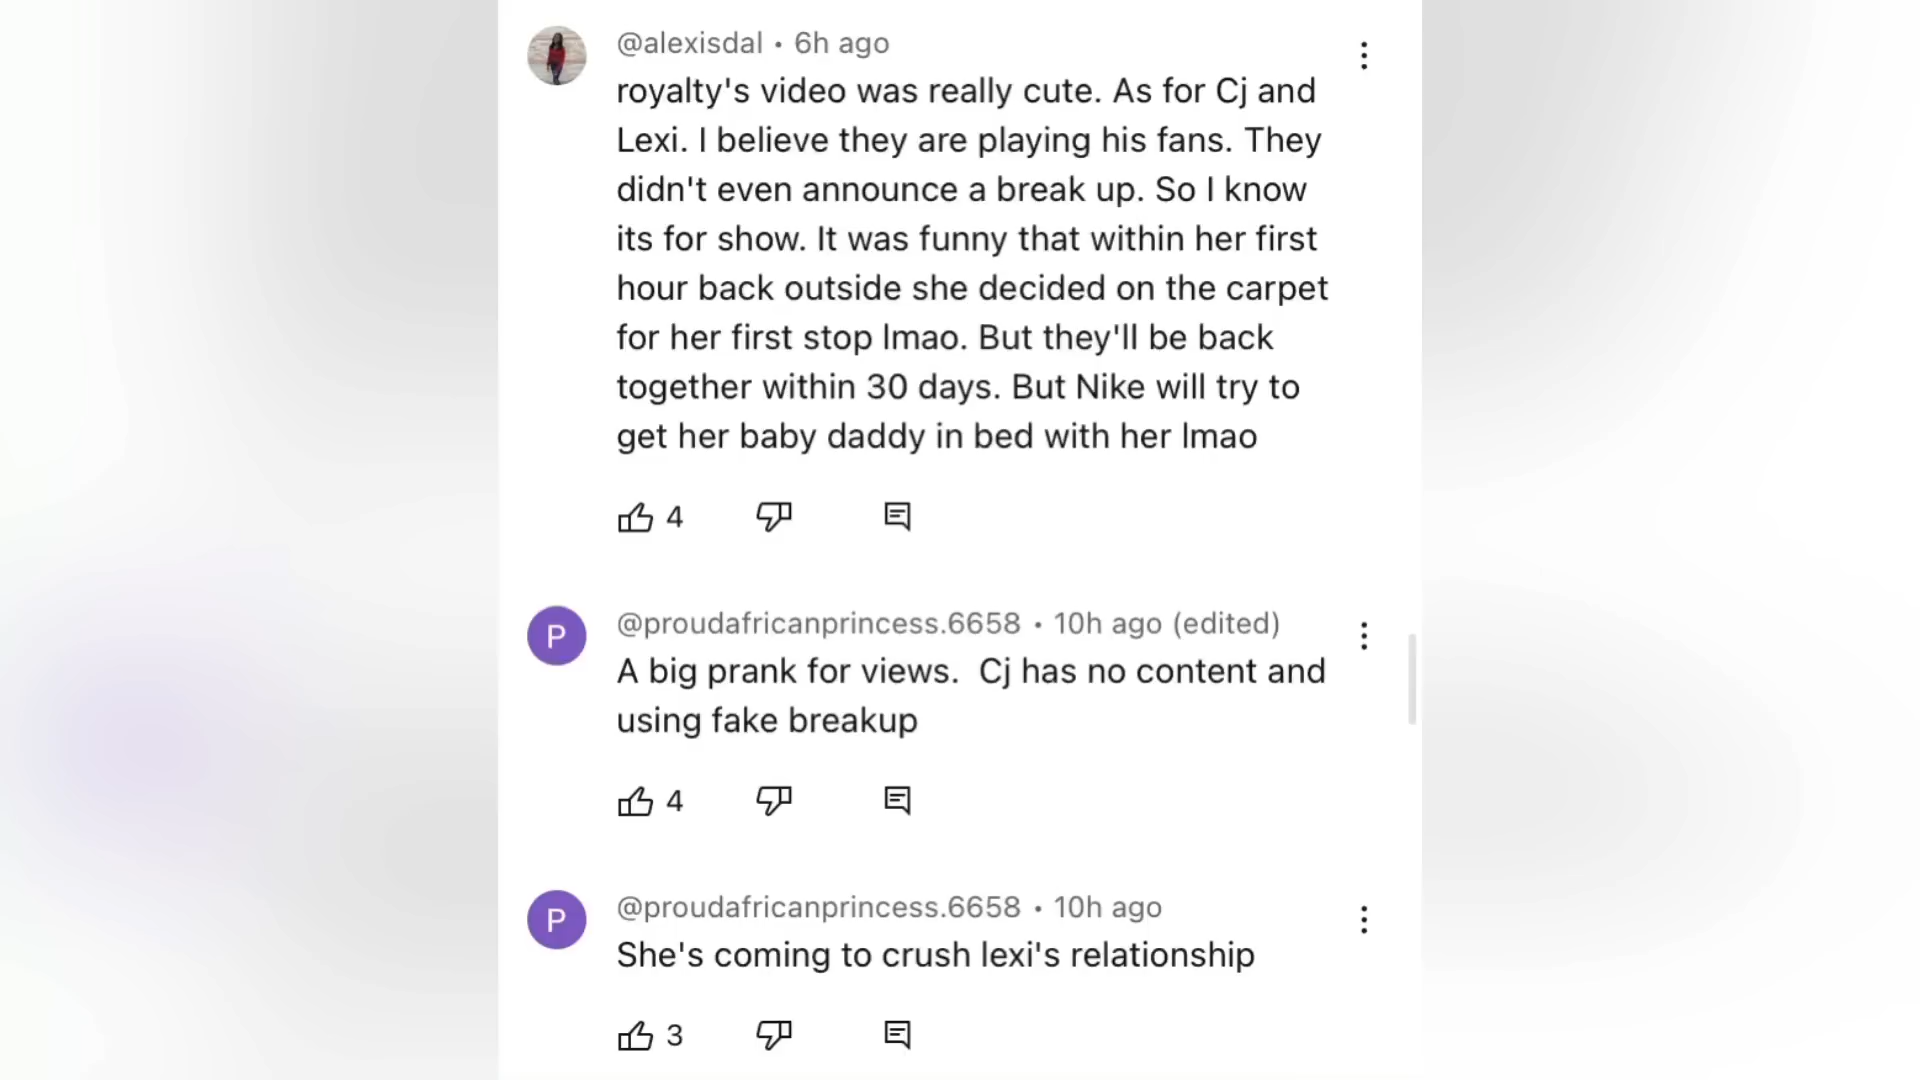 @alexisdal • 6h ago
royalty's video was really cute. As for Cj and
Lexi. I believe they are playing his fans. They
didn't even announce a break up. So I know
its for show. It was funny that within her first
hour back outside she decided on the carpet
for her first stop lmao. But they'll be back
together within 30 days. But Nike will try to
get her baby daddy in bed with her lmao
4
P
@proudafricanprincess.6658 • 10h ago (edited)
A big prank for views.  Cj has no content and
using fake breakup
4
P
@proudafricanprincess.6658 • 10h ago
She's coming to crush lexi's relationship
3